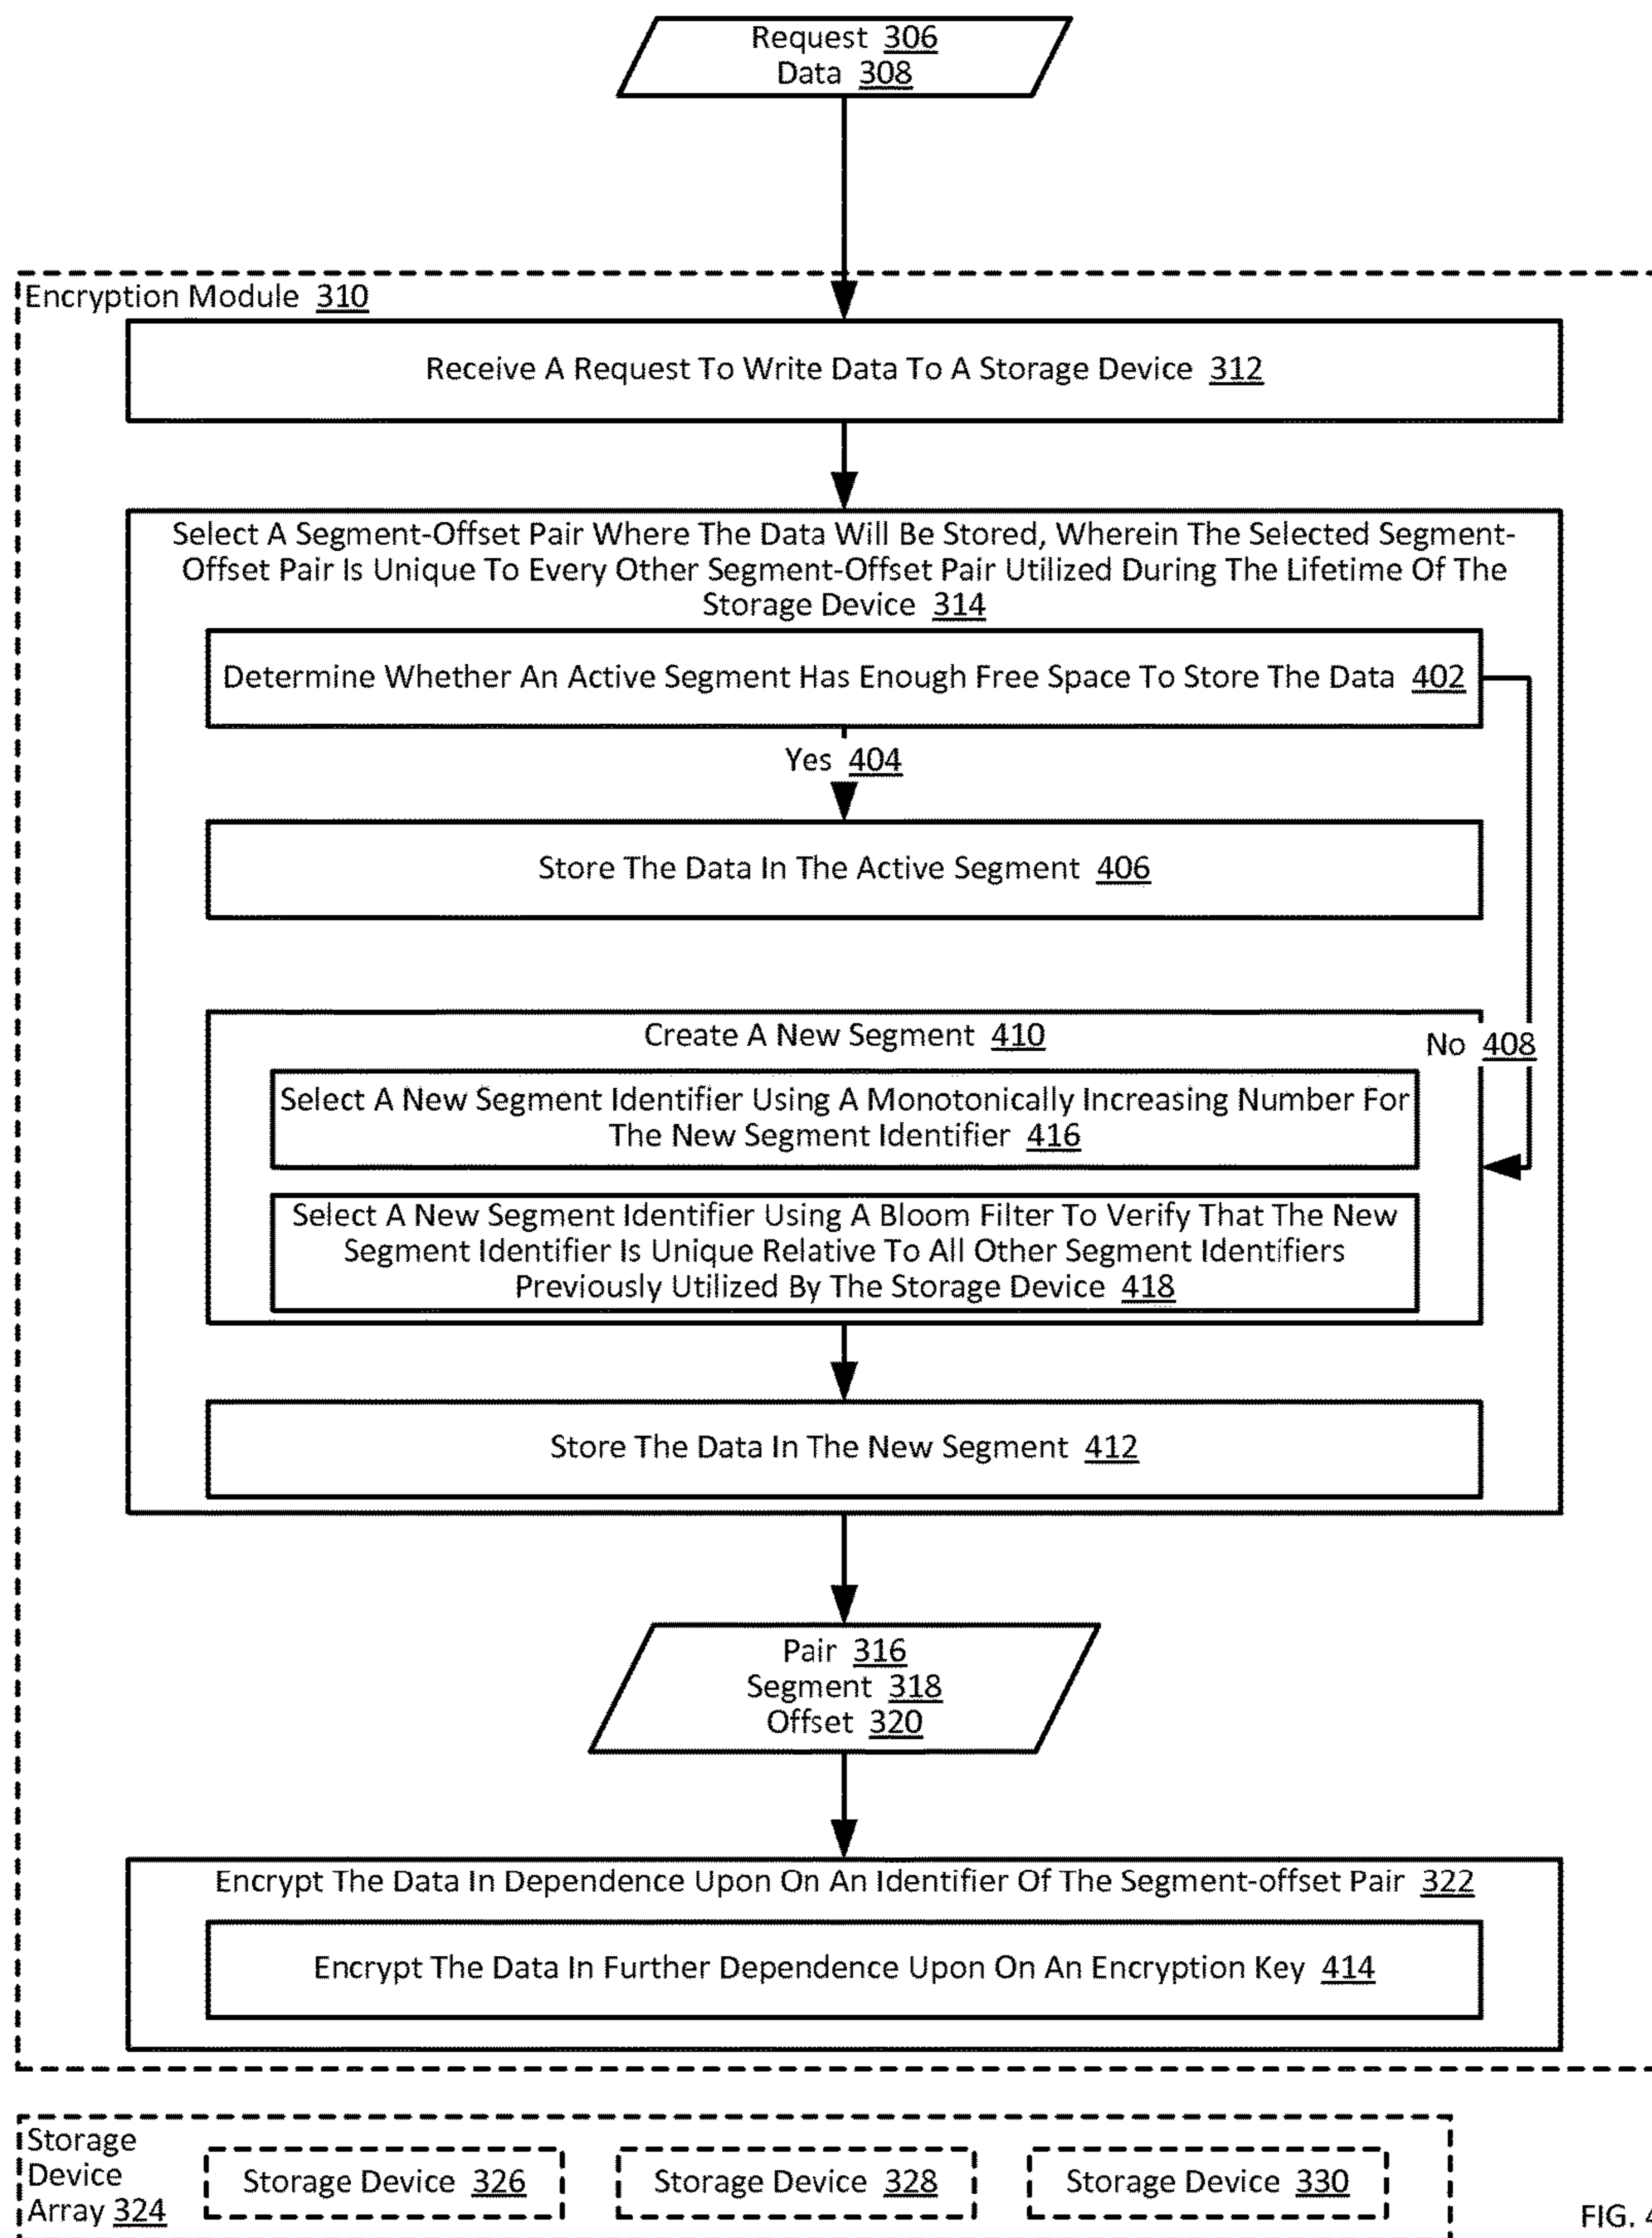 Request 306
Data 308
Encryption Module 310
Receive A Request To Write Data To A Storage Device 312
Select A Segment-Offset Pair Where The Data Will Be Stored, Wherein The Selected Segment-
Offset Pair Is Unique To Every Other Segment-Offset Pair Utilized During The Lifetime Of The
Storage Device 314
Determine Whether An Active Segment Has Enough Free Space To Store The Data 402
Yes 404
Store The Data In The Active Segment 406
Create A New Segment 410
No 408
Select A New Segment Identifier Using A Monotonically Increasing Number For
The New Segment Identifier 416
Select A New Segment Identifier Using A Bloom Filter To Verify That The New
Segment Identifier Is Unique Relative To All Other Segment Identifiers
Previously Utilized By The Storage Device 418
Store The Data In The New Segment 412
Pair 316
Segment 318
Offset 320
Encrypt The Data In Dependence Upon On An Identifier Of The Segment-offset Pair 322
Encrypt The Data In Further Dependence Upon On An Encryption Key 414
Storage
Device
Array 324
Storage Device 326
Storage Device 328
Storage Device 330
FIG. 4